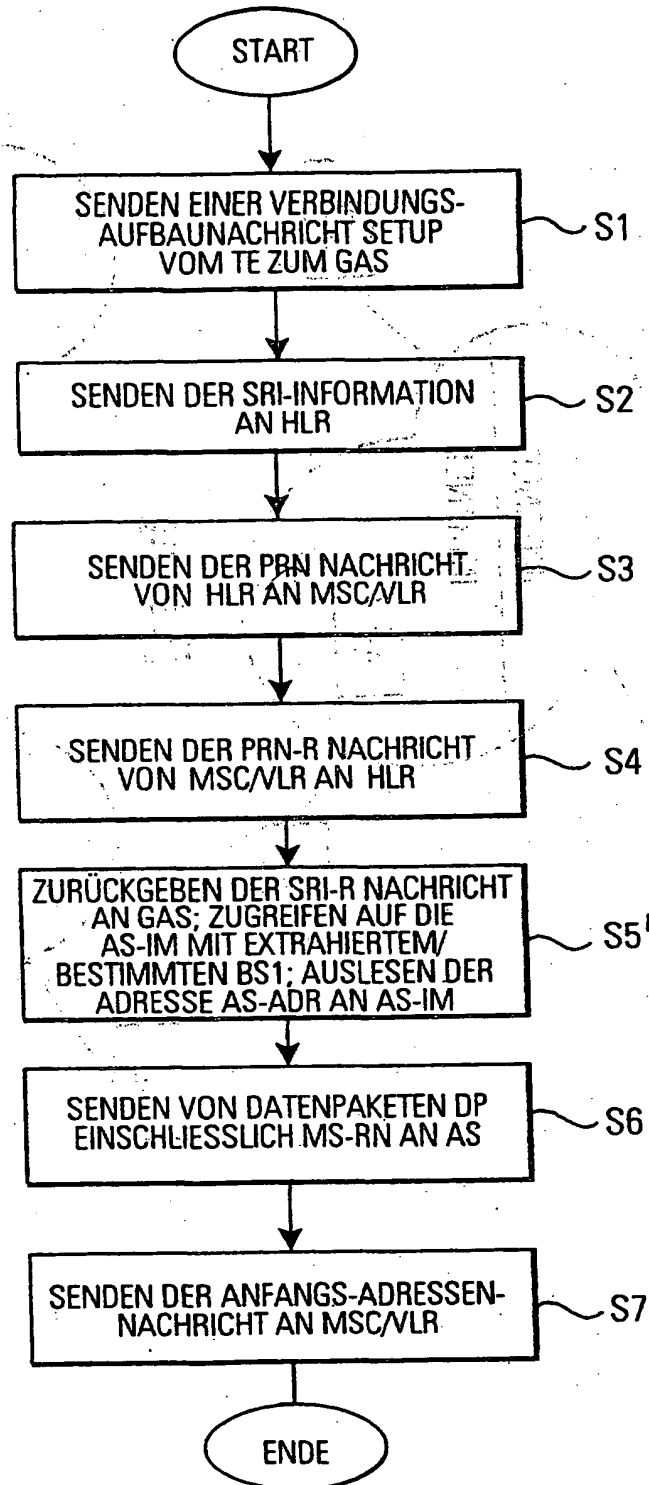 START
SENDEN EINER VERBINDUNGS-
AUFBAUNACHRICHT SETUP
VOM TE ZUM GAS
S1
SENDEN DER SRI-INFORMATION
AN HLR
S2
SENDEN DER PRN NACHRICHT
VON HLR AN MSC/VLR
S3
SENDEN DER PRN-R NACHRICHT
VON MSC/VLR AN HLR
S4
ZURÜCKGEBEN DER SRI-R NACHRICHT
AN GAS; ZUGREIFEN AUF DIE
AS-IM MIT EXTRAHIERTEM/
BESTIMMTEN BS1; AUSLESEN DER
ADRESSE AS-ADR AN AS-IM
S5'
SENDEN VON DATENPAKETEN DP
EINSCHLIESSLICH MS-RN AN AS
S6
SENDEN DER ANFANGS-ADRESSEN-
NACHRICHT AN MSC/VLR
S7
ENDE